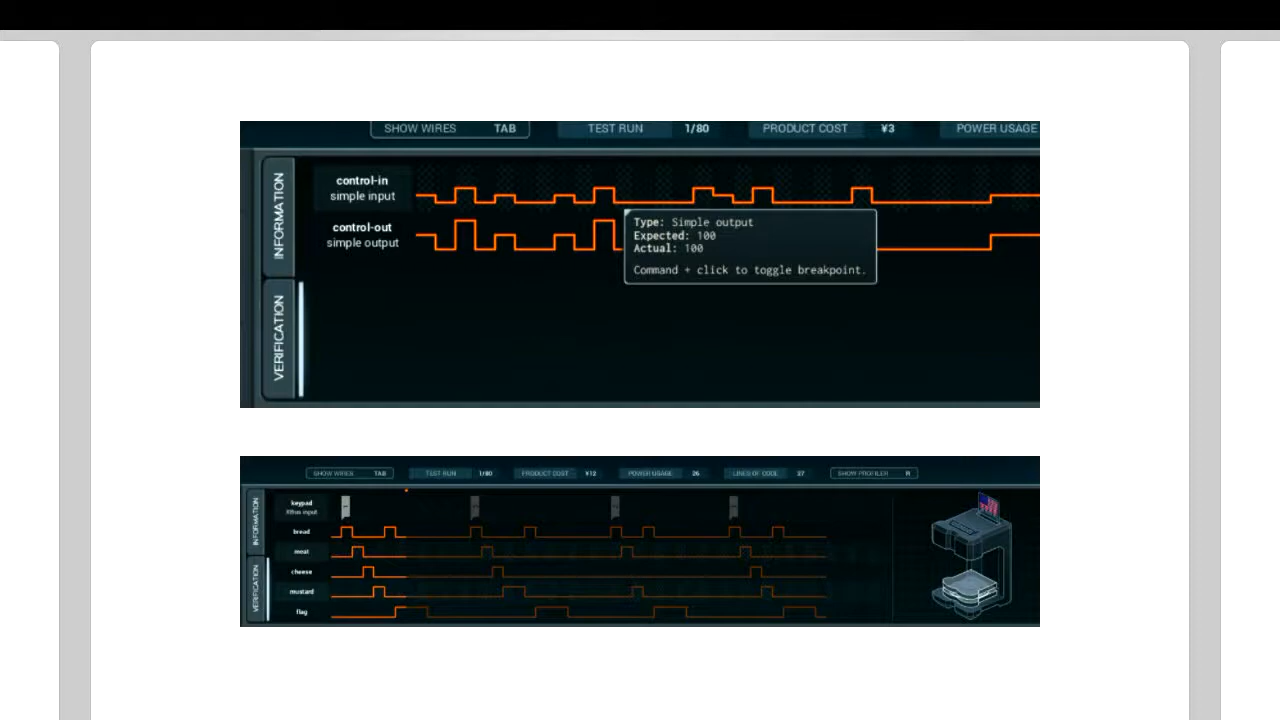 SHOW WIRES TAB TEST RUN 1/80 PRODUCT COST ¥3 POWER USAGE
INFORMATION
VERIFICATION
control-in
simple input
control-out
simple output
Type: Simple output
Expected: 100
Actual: 100
Command + click to toggle breakpoint.
SHOW WIRES TAB TEST RUN 1/80 PRODUCT COST ¥12 POWER USAGE 26 LINES OF CODE 27 SHOW PROFILER R
INFORMATION
VERIFICATION
keypad
XBus input
bread
meat
cheese
mustard
flag